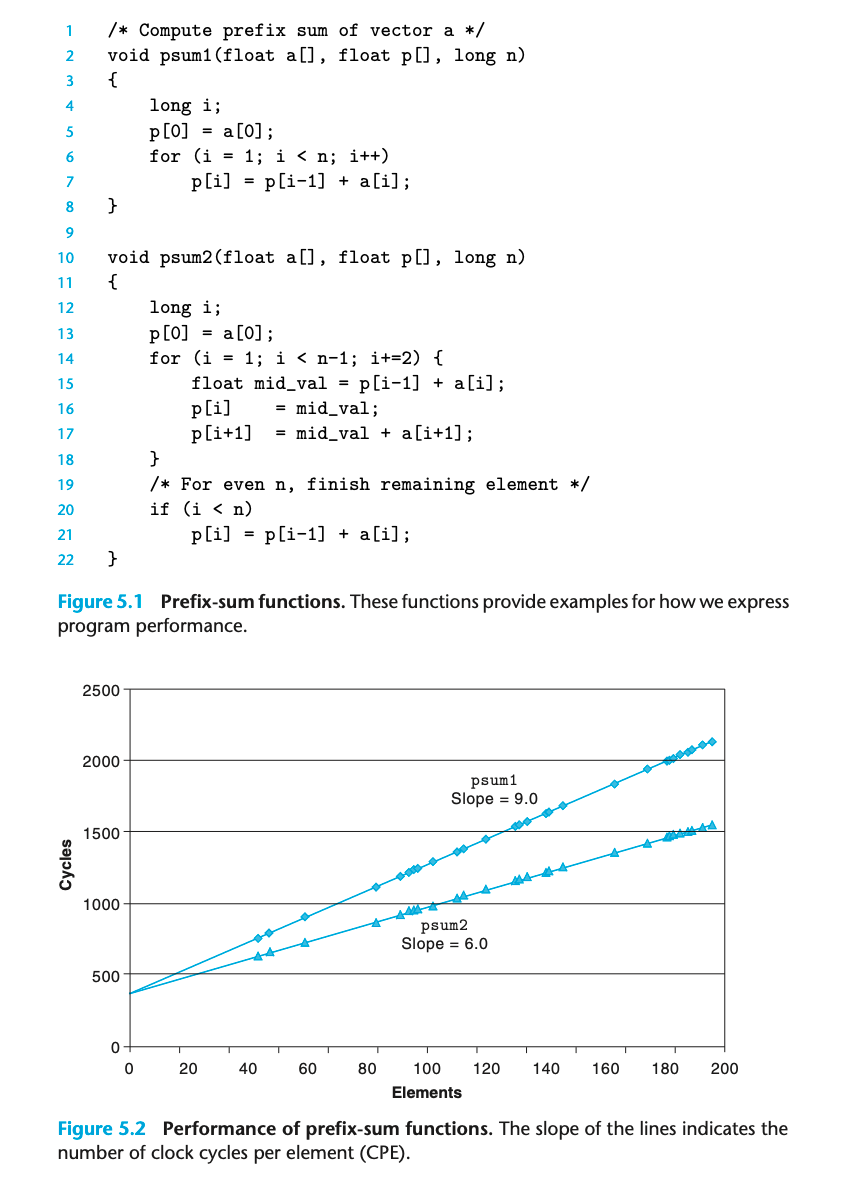 1 /* Compute prefix sum of vector a */
2 void psum1(float a[], float p[], long n)
3 {
4 long i;
5 p[0] = a[0];
6 for (i = 1; i < n; i++)
7 p[i] = p[i-1] + a[i];
8 }
9
10 void psum2(float a[], float p[], long n)
11 {
12 long i;
13 p[0] = a[0];
14 for (i = 1; i < n-1; i+=2) {
15 float mid_val = p[i-1] + a[i];
16 p[i] = mid_val;
17 p[i+1] = mid_val + a[i+1];
18 }
19 /* For even n, finish remaining element */
20 if (i < n)
21 p[i] = p[i-1] + a[i];
22 }
Figure 5.1 Prefix-sum functions. These functions provide examples for how we express
program performance.
2500
2000
1500
1000
500
0
Cycles
psum1
Slope = 9.0
psum2
Slope = 6.0
0 20 40 60 80 100 120 140 160 180 200
Elements
Figure 5.2 Performance of prefix-sum functions. The slope of the lines indicates the
number of clock cycles per element (CPE).